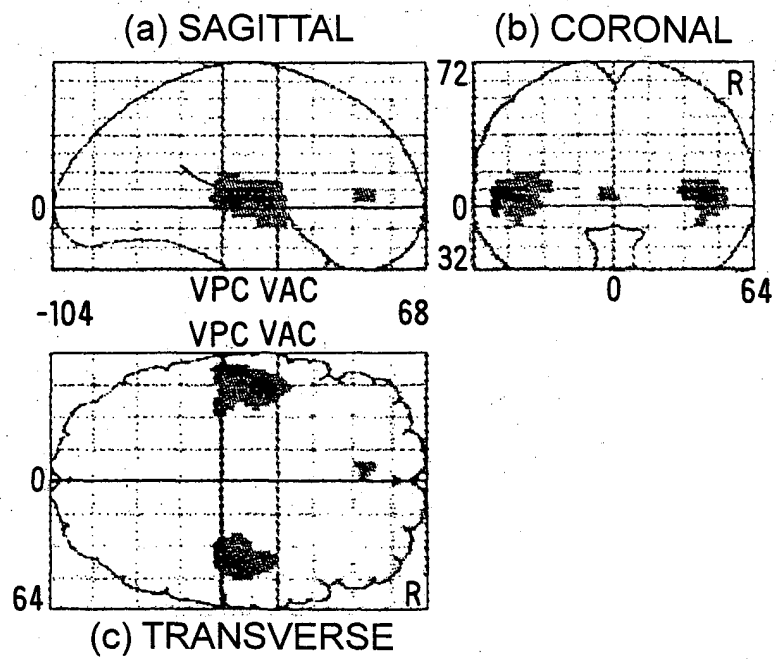 (a) SAGITTAL
(b) CORONAL
72
R
0
0
32
VPC VAC
0
64
-104
68
VPC VAC
0
64
R
(c) TRANSVERSE